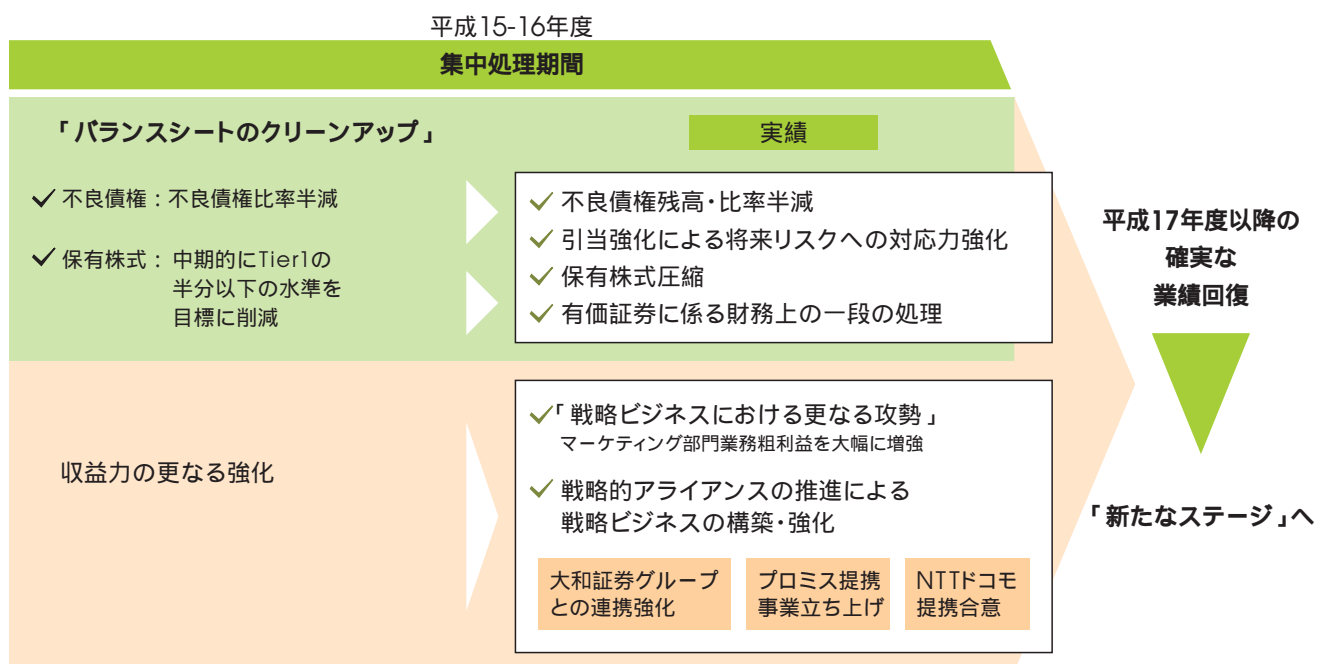 平成15-16年度
集中処理期間
「バランスシートのクリーンアップ」
実績
不良債権：不良債権比率半減
保有株式：中期的にTier1の
半分以下の水準を
目標に削減
不良債権残高・比率半減
引当強化による将来リスクへの対応力強化
保有株式圧縮
有価証券に係る財務上の一段の処理
収益力の更なる強化
「戦略ビジネスにおける更なる攻勢」
マーケティング部門業務粗利益を大幅に増強
戦略的アライアンスの推進による
戦略ビジネスの構築・強化
大和証券グループ
との連携強化
プロミス提携
事業立ち上げ
NTTドコモ
提携合意
平成17年度以降の
確実な
業績回復
「新たなステージ」へ